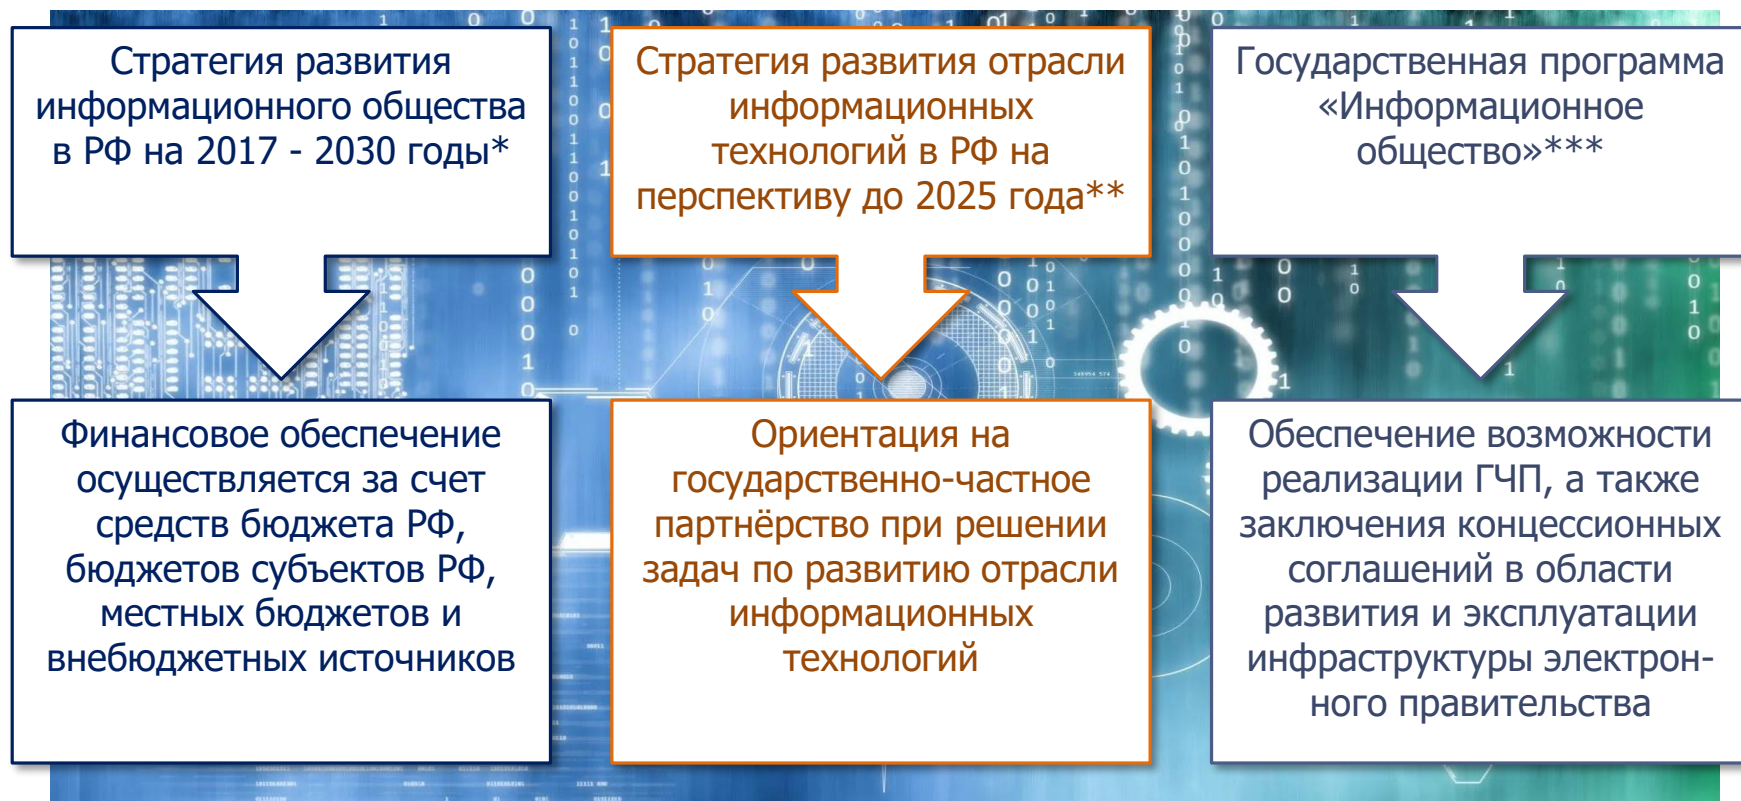 Стратегия развития
информационного общества
в РФ на 2017 - 2030 годы*
Финансовое обеспечение
осуществляется за счет
средств бюджета РФ,
бюджетов субъектов РФ,
местных бюджетов и
внебюджетных источников
Стратегия развития отрасли
информационных
технологий в РФ на
перспективу до 2025 года**
Ориентация на
государственно-частное
партнёрство при решении
задач по развитию отрасли
информационных
технологий
Государственная программа
«Информационное
общество»***
Обеспечение возможности
реализации ГЧП, а также
заключения концессионных
соглашений в области
развития и эксплуатации
инфраструктуры электрон-
ного правительства